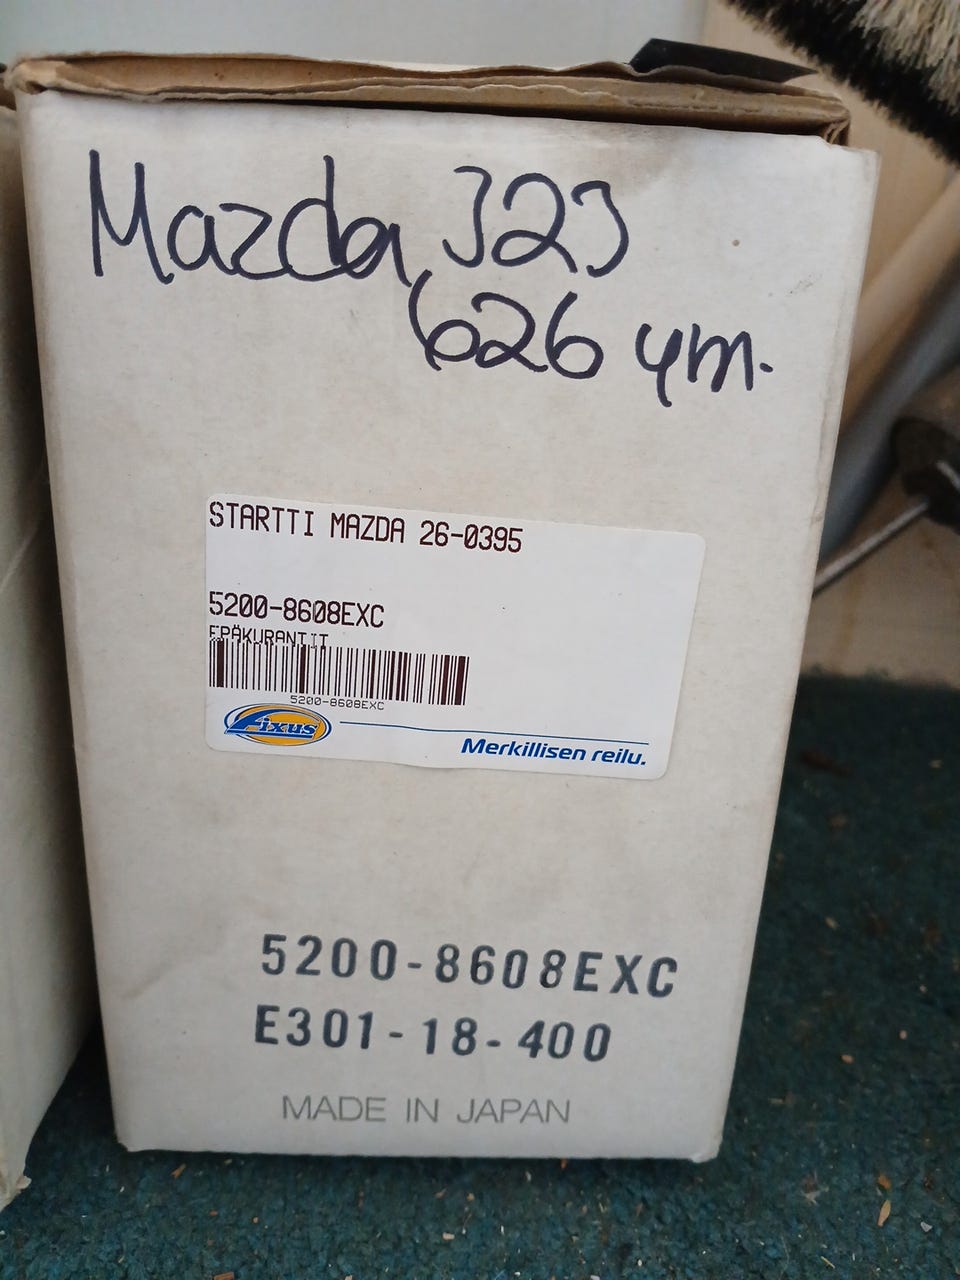 Mazda 323
626 ym.
STARTTI MAZDA 26-0395
5200-8608EXC
EPÄKURANTIT
5200-8608EXC
Fixus
Merkillisen reilu.
5200-8608EXC
E301-18-400
MADE IN JAPAN